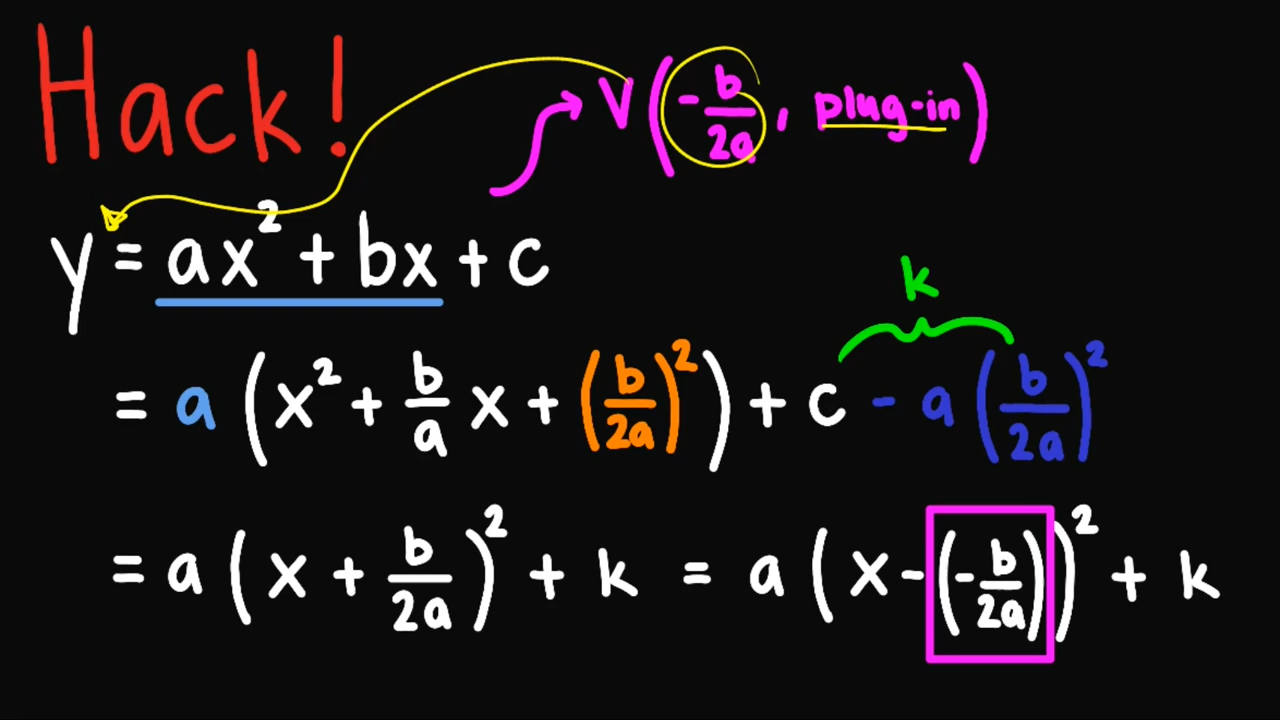 Hack!
V(-b/2a, plug-in)
y = ax² + bx + c
k
= a(x² + b/a x + (b/2a)²) + c - a(b/2a)²
= a(x + b/2a)² + k = a(x - (-b/2a))² + k